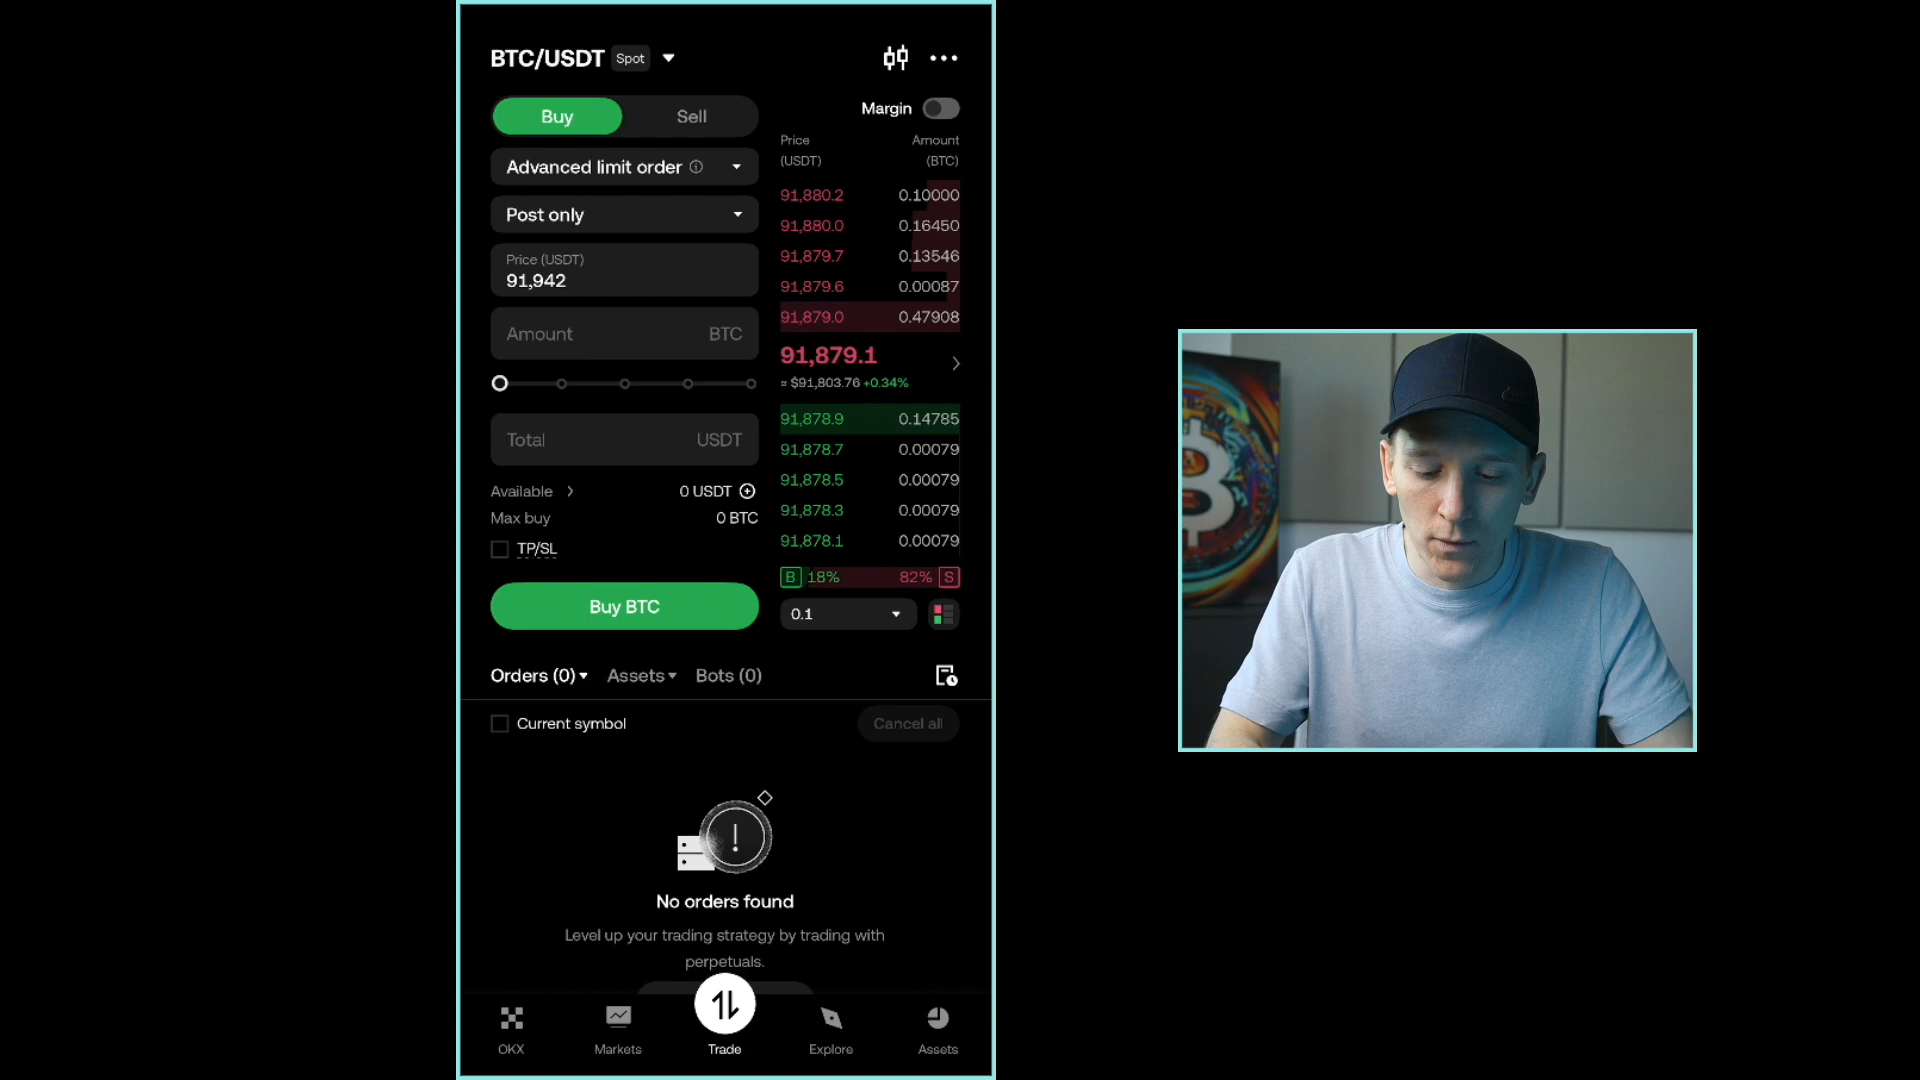 BTC/USDT Spot
Buy Sell
Advanced limit order
Post only
Price (USDT)
91,942
Amount BTC
Total USDT
Available 0 USDT
Max buy 0 BTC
TP/SL
Buy BTC
Margin
Price Amount
(USDT) (BTC)
91,880.2 0.10000
91,880.0 0.16450
91,879.7 0.13546
91,879.6 0.00087
91,879.0 0.47908
91,879.1
≈ $91,803.76 +0.34%
91,878.9 0.14785
91,878.7 0.00079
91,878.5 0.00079
91,878.3 0.00079
91,878.1 0.00079
B 18% 82% S
0.1
Orders (0) Assets Bots (0)
Current symbol Cancel all
No orders found
Level up your trading strategy by trading with
perpetuals.
OKX Markets Trade Explore Assets